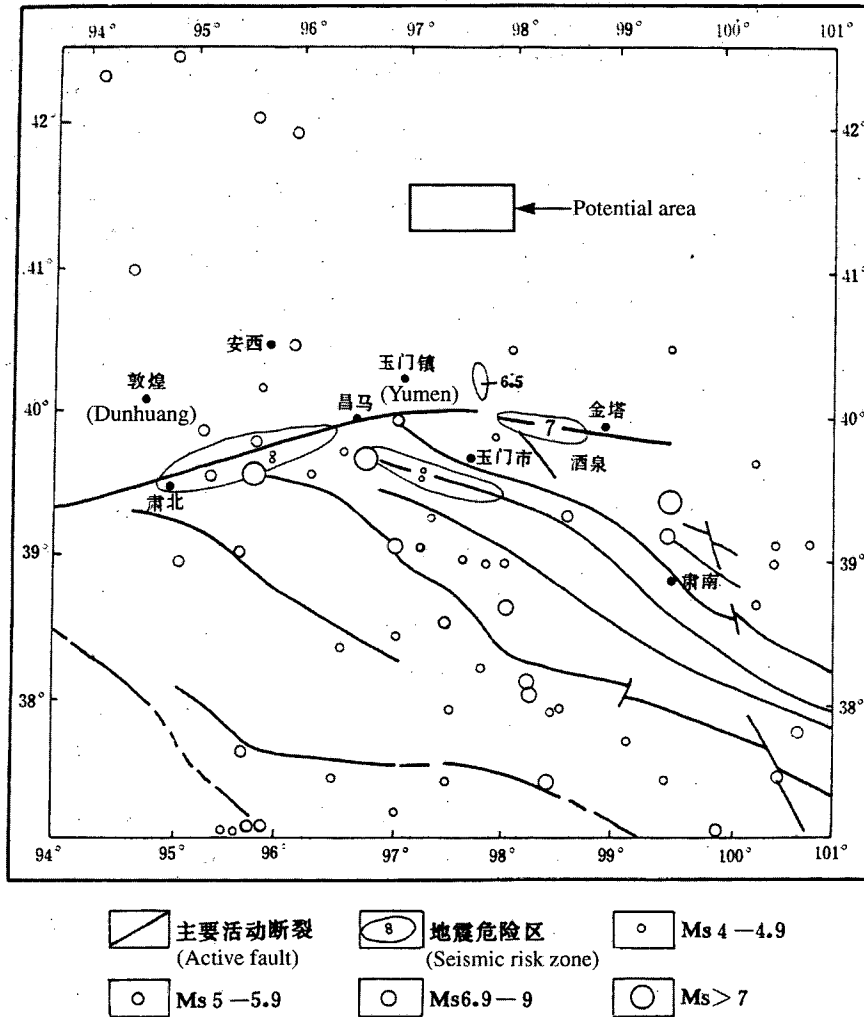 94° 95° 96° 97° 98° 99° 100° 101°
42° 42°
Potential area
41° 41°
安西
玉门镇
敦煌 (Yumen) 6.5
(Dunhuang) 昌马 金塔
40° 40°
7
玉门市 酒泉
8 8
肃北
39° 39°
肃南
38° 38°
94° 95° 96° 97° 98° 99° 100° 101°
主要活动断裂 8 地震危险区 Ms 4－4.9
(Active fault) (Seismic risk zone)
Ms 5－5.9 Ms6.9－9 Ms＞7